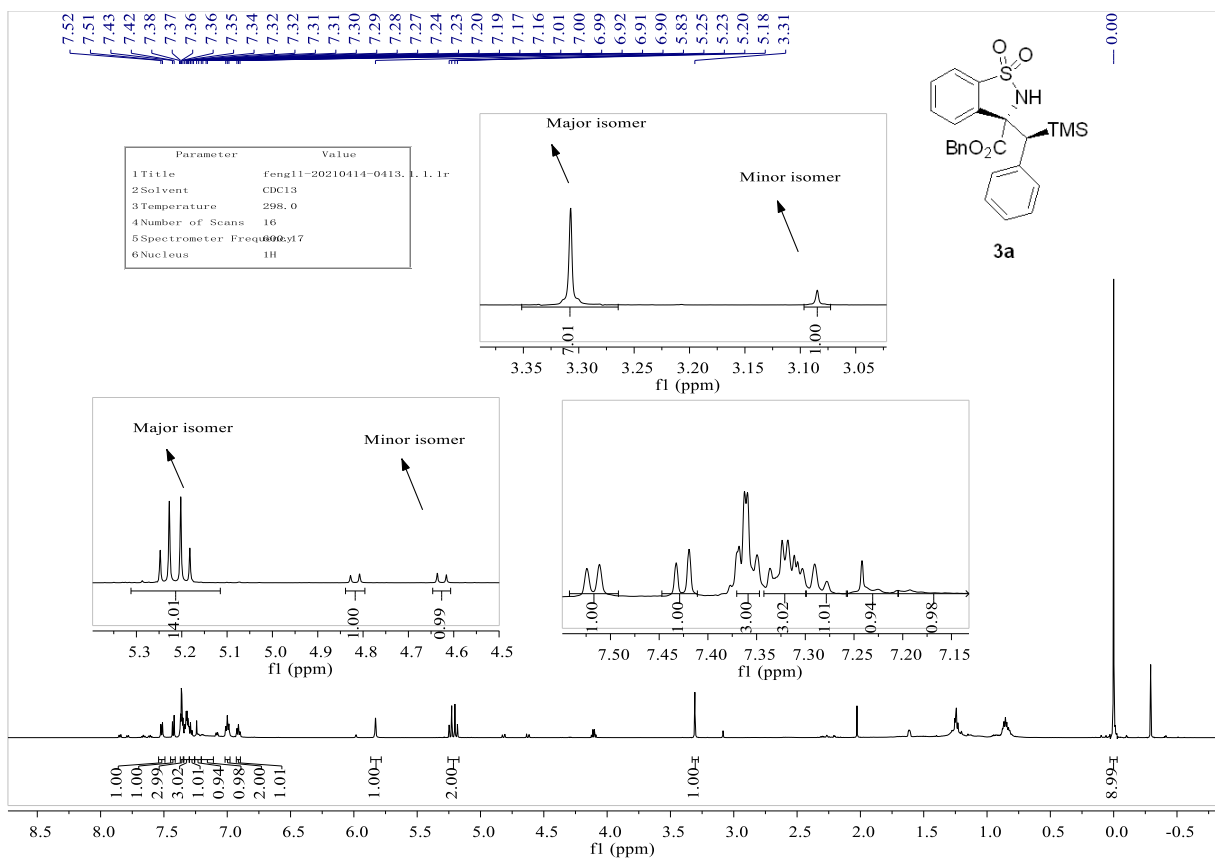 7.52 7.51 7.43 7.42 7.38 7.37 7.36 7.36 7.35 7.34 7.32 7.32 7.31 7.31 7.30 7.29 7.28 7.27 7.24 7.23 7.20 7.19 7.17 7.16 7.01 7.00 6.99 6.92 6.91 6.90 5.83 5.25 5.23 5.20 5.18 3.31 — 0.00
O O
S
NH
TMS
BnO2C
3a
Parameter Value
1 Title fengll-20210414-0413.1.1.1r
2 Solvent CDCl3
3 Temperature 298.0
4 Number of Scans 16
5 Spectrometer Frequency 600.17
6 Nucleus 1H
Major isomer
Minor isomer
7.01 1.00
3.35 3.30 3.25 3.20 3.15 3.10 3.05
f1 (ppm)
Major isomer
Minor isomer
14.01 1.00 0.99
5.3 5.2 5.1 5.0 4.9 4.8 4.7 4.6 4.5
f1 (ppm)
1.00 1.00 3.00 3.02 1.01 0.94 0.98
7.50 7.45 7.40 7.35 7.30 7.25 7.20 7.15
f1 (ppm)
1.00 1.00 2.99 3.02 1.01 0.94 0.98 2.00 1.01 1.00 2.00 1.00 8.99
8.5 8.0 7.5 7.0 6.5 6.0 5.5 5.0 4.5 4.0 3.5 3.0 2.5 2.0 1.5 1.0 0.5 0.0 -0.5
f1 (ppm)